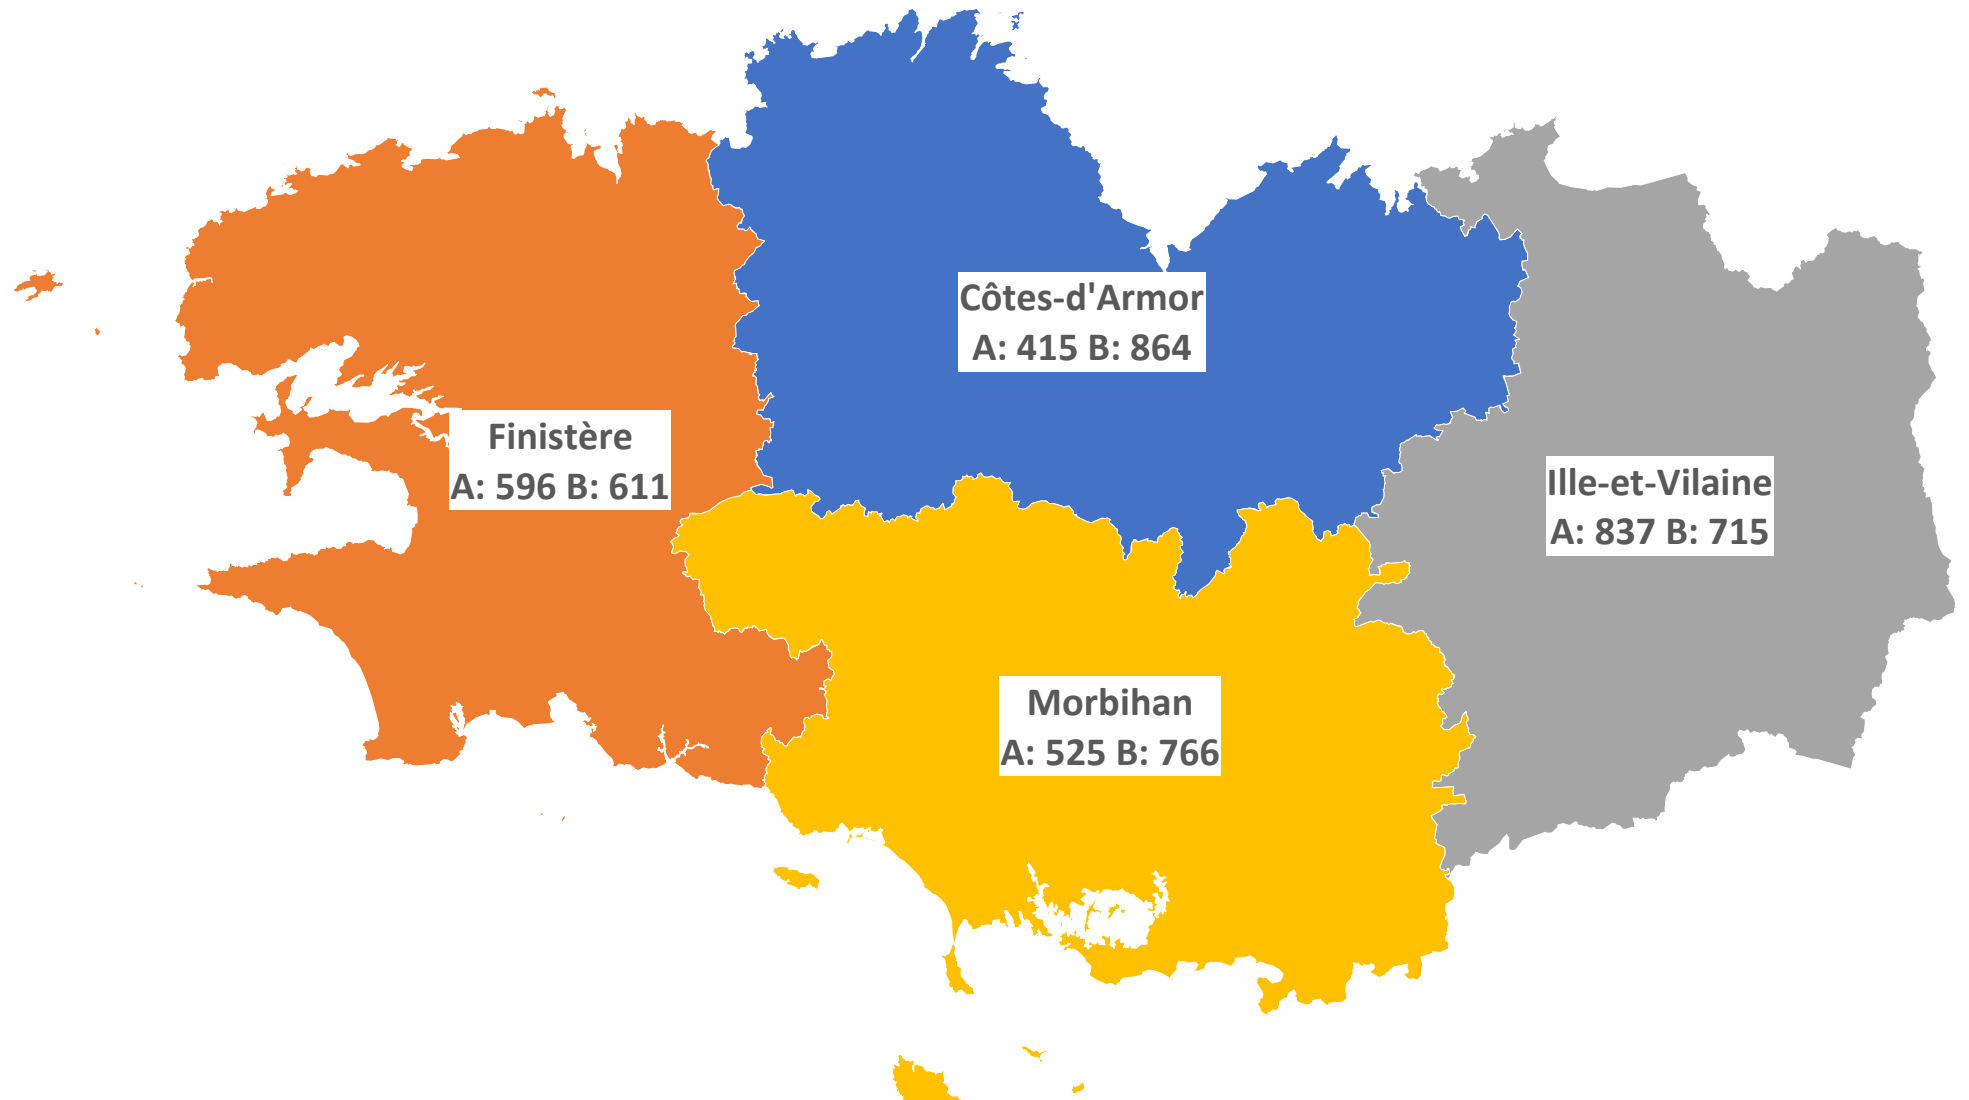 Côtes-d'Armor
A: 415 B: 864
Finistère
A: 596 B: 611
Ille-et-Vilaine
A: 837 B: 715
Morbihan
A: 525 B: 766